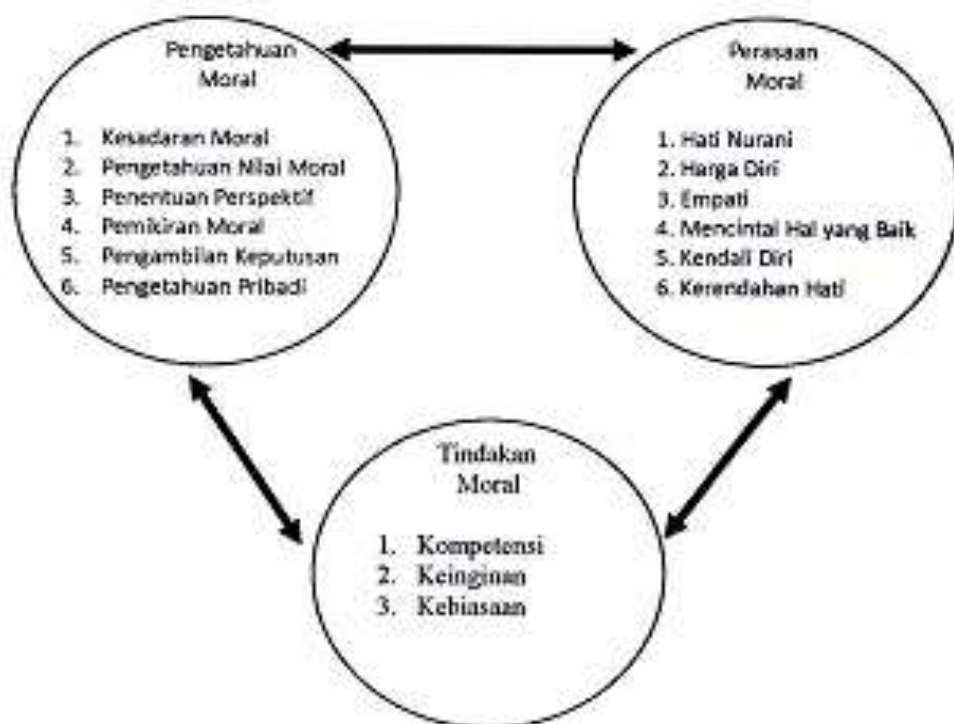 Pengetahuan
Moral
1. Kesadaran Moral
2. Pengetahuan Nilai Moral
3. Penentuan Perspektif
4. Pemikiran Moral
5. Pengambilan Keputusan
6. Pengetahuan Pribadi
Perasaan
Moral
1. Hati Nurani
2. Harga Diri
3. Empati
4. Mencintai Hal yang Baik
5. Kendali Diri
6. Kerendahan Hati
Tindakan
Moral
1. Kompetensi
2. Keinginan
3. Kebiasaan